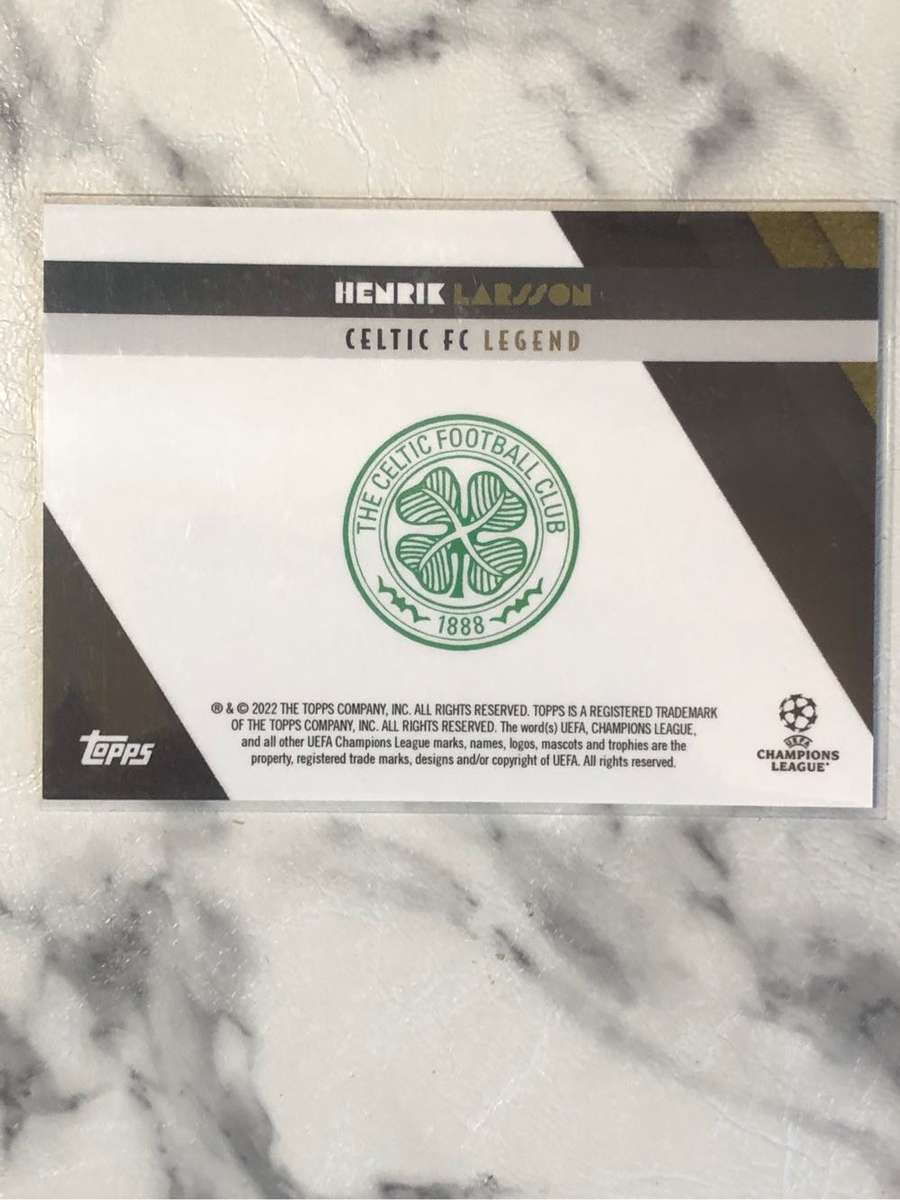 HENRIK LARSSON
CELTIC FC LEGEND
THE CELTIC FOOTBALL CLUB
1888
® & © 2022 THE TOPPS COMPANY, INC. ALL RIGHTS RESERVED. TOPPS IS A REGISTERED TRADEMARK
OF THE TOPPS COMPANY, INC. ALL RIGHTS RESERVED. The word(s) UEFA, CHAMPIONS LEAGUE,
and all other UEFA Champions League marks, names, logos, mascots and trophies are the
property, registered trade marks, designs and/or copyright of UEFA. All rights reserved.
TOPPS
UEFA
CHAMPIONS
LEAGUE